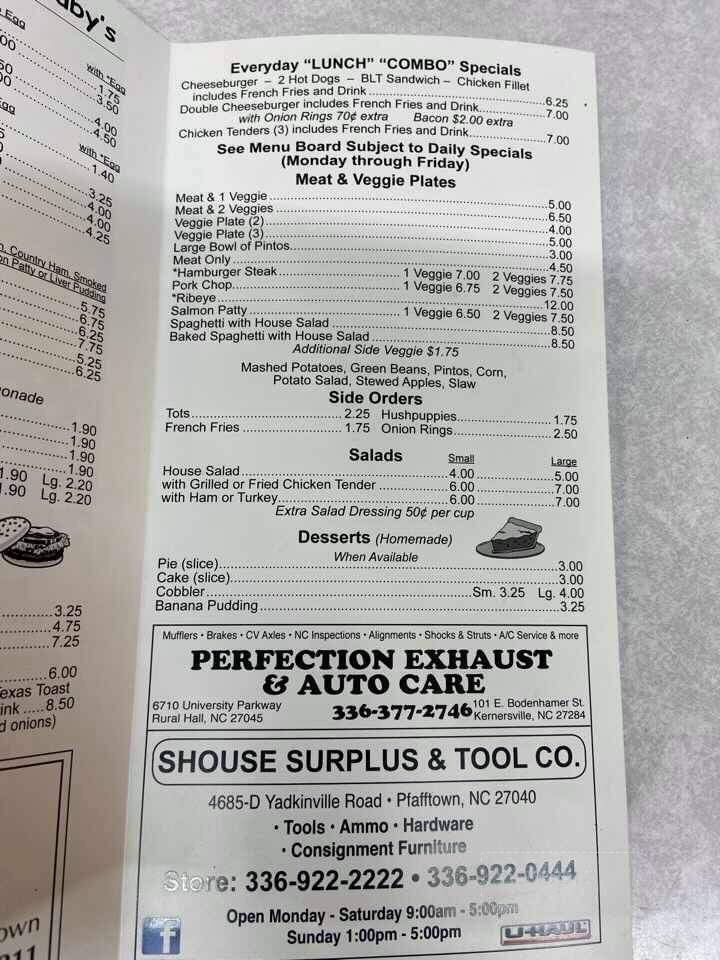 aby's
Egg
with *Egg
1.75
3.50
4.00
4.50
with *Egg
1.40
3.25
4.00
4.00
4.25
Country Ham, Smoked
on Patty or Liver Pudding
5.75
6.75
6.25
7.75
5.25
6.25
1.90
1.90
1.90
1.90
1.90 Lg. 2.20
1.90 Lg. 2.20
3.25
4.75
7.25
6.00
exas Toast
ink ..... 8.50
d onions)
own
Everyday “LUNCH” “COMBO” Specials
Cheeseburger – 2 Hot Dogs – BLT Sandwich – Chicken Fillet
includes French Fries and Drink 6.25
Double Cheeseburger includes French Fries and Drink 7.00
with Onion Rings 70¢ extra Bacon $2.00 extra
Chicken Tenders (3) includes French Fries and Drink 7.00
See Menu Board Subject to Daily Specials
(Monday through Friday)
Meat & Veggie Plates
Meat & 1 Veggie 5.00
Meat & 2 Veggies 6.50
Veggie Plate (2) 4.00
Veggie Plate (3) 5.00
Large Bowl of Pintos 3.00
Meat Only 4.50
*Hamburger Steak 1 Veggie 7.00 2 Veggies 7.75
Pork Chop 1 Veggie 6.75 2 Veggies 7.50
*Ribeye 12.00
Salmon Patty 1 Veggie 6.50 2 Veggies 7.50
Spaghetti with House Salad 8.50
Baked Spaghetti with House Salad 8.50
Additional Side Veggie $1.75
Mashed Potatoes, Green Beans, Pintos, Corn,
Potato Salad, Stewed Apples, Slaw
Side Orders
Tots 2.25 Hushpuppies 1.75
French Fries 1.75 Onion Rings 2.50
Salads Small Large
House Salad 4.00 5.00
with Grilled or Fried Chicken Tender 6.00 7.00
with Ham or Turkey 6.00 7.00
Extra Salad Dressing 50¢ per cup
Desserts (Homemade)
When Available
Pie (slice) 3.00
Cake (slice) 3.00
Cobbler Sm. 3.25 Lg. 4.00
Banana Pudding 3.25
Mufflers • Brakes • CV Axles • NC Inspections • Alignments • Shocks & Struts • A/C Service & more
PERFECTION EXHAUST
& AUTO CARE
6710 University Parkway
Rural Hall, NC 27045
336-377-2746
101 E. Bodenhamer St.
Kernersville, NC 27284
SHOUSE SURPLUS & TOOL CO.
4685-D Yadkinville Road • Pfafftown, NC 27040
• Tools • Ammo • Hardware
• Consignment Furniture
Store: 336-922-2222 • 336-922-0444
Open Monday - Saturday 9:00am - 5:00pm
Sunday 1:00pm - 5:00pm
f
U-HAUL